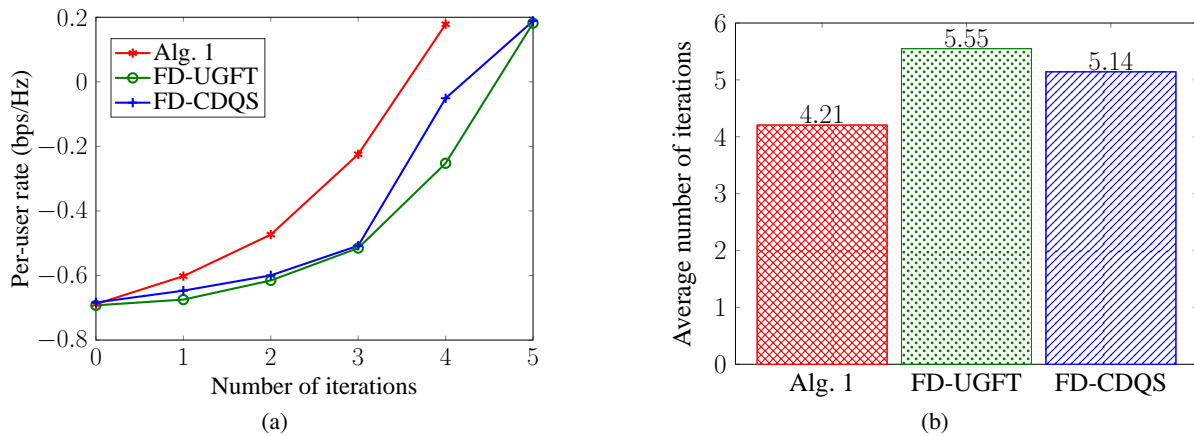 0.2
0
−0.2
−0.4
−0.6
−0.8
Per-user rate (bps/Hz)
Alg. 1
FD-UGFT
FD-CDQS
0 1 2 3 4 5
Number of iterations
(a)
6
5
4
3
2
1
0
Average number of iterations
4.21
5.55
5.14
Alg. 1 FD-UGFT FD-CDQS
(b)